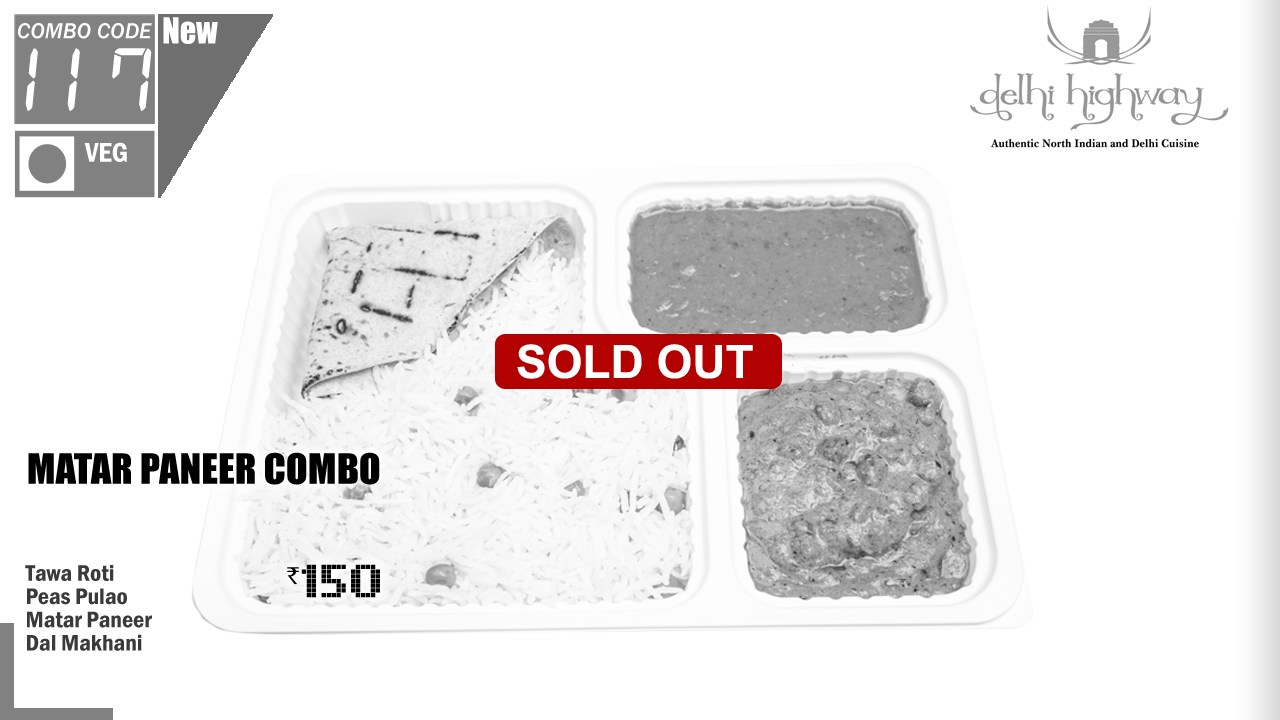 COMBO CODE
117
New
VEG
delhi highway
Authentic North Indian and Delhi Cuisine
SOLD OUT
MATAR PANEER COMBO
₹150
Tawa Roti
Peas Pulao
Matar Paneer
Dal Makhani